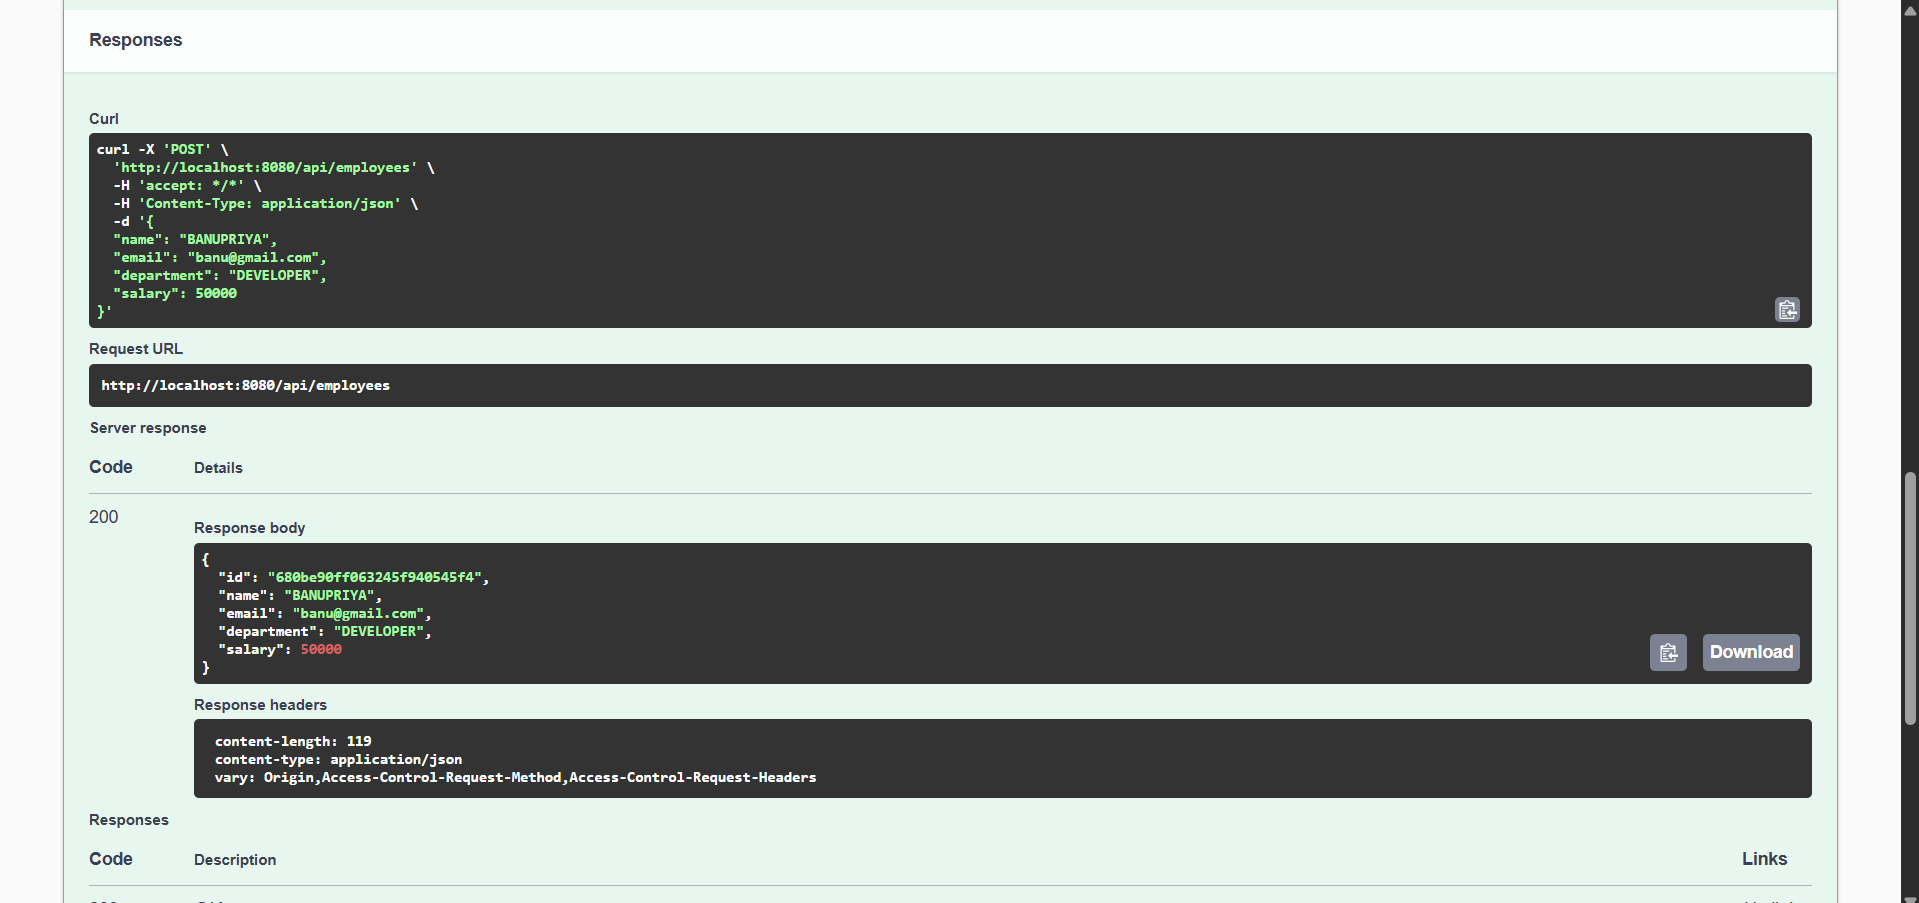 Responses
Curl
curl -X 'POST' \
  'http://localhost:8080/api/employees' \
  -H 'accept: */*' \
  -H 'Content-Type: application/json' \
  -d '{
  "name": "BANUPRIYA",
  "email": "banu@gmail.com",
  "department": "DEVELOPER",
  "salary": 50000
}'
Request URL
http://localhost:8080/api/employees
Server response
Code Details
200
Response body
{
  "id": "680be90ff063245f940545f4",
  "name": "BANUPRIYA",
  "email": "banu@gmail.com",
  "department": "DEVELOPER",
  "salary": 50000
}
Download
Response headers
content-length: 119
content-type: application/json
vary: Origin,Access-Control-Request-Method,Access-Control-Request-Headers
Responses
Code Description Links